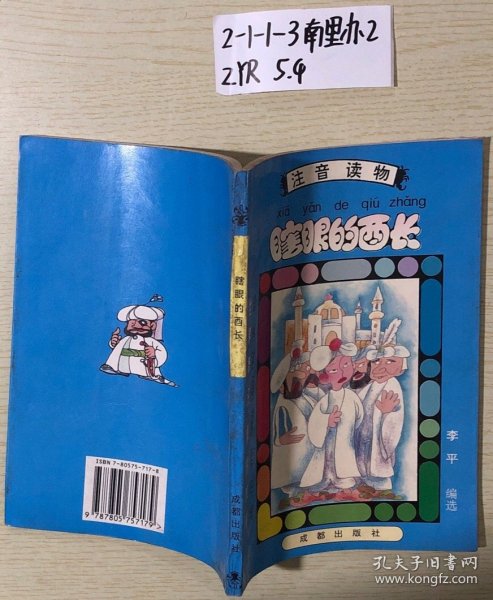 2-1-1-3南里办2
ZYR 5.4
注音读物
xiā yǎn de qiú zhǎng
瞎眼的酋长
李平 编选
成都出版社
瞎眼的酋长
成都出版社
ISBN 7-80575-717-8
9 787805 757179
孔夫子旧书网
www.kongfz.com